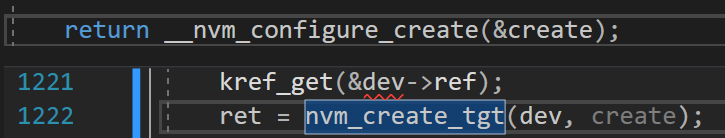 return __nvm_configure_create(&create);
1221 kref_get(&dev->ref);
1222 ret = nvm_create_tgt(dev, create);